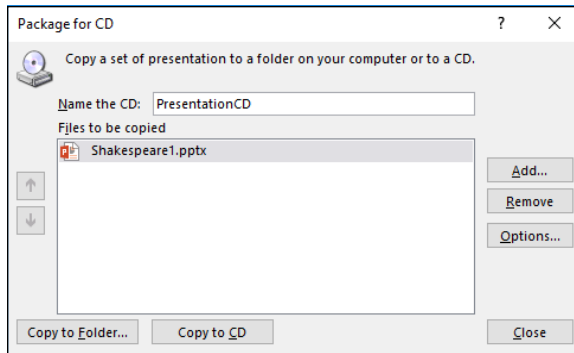 Package for CD
?
Copy a set of presentation to a folder on your computer or to a CD.
Name the CD: PresentationCD
Files to be copied
Shakespeare1.pptx
Add...
Remove
Options...
Copy to Folder... Copy to CD Close